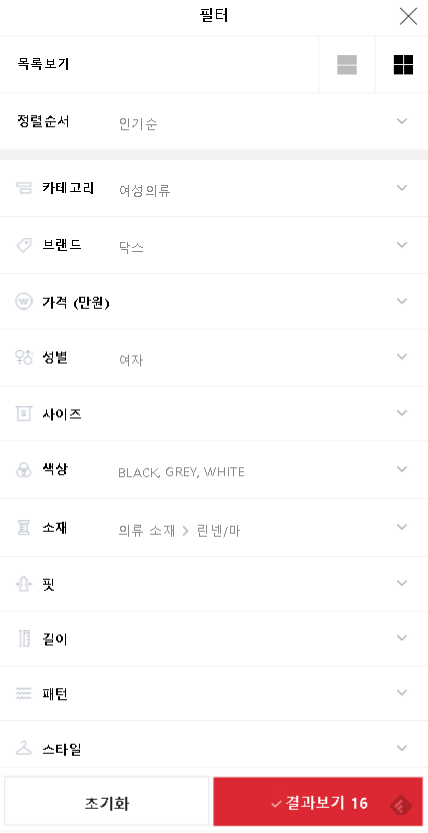 필터
목록보기
정렬순서 인기순
카테고리 여성의류
브랜드 닥스
₩ 가격 (만원)
성별 여자
S 사이즈
색상 BLACK, GREY, WHITE
소재 의류 소재 > 린넨/마
핏
길이
패턴
스타일
초기화 ✓ 결과보기 16